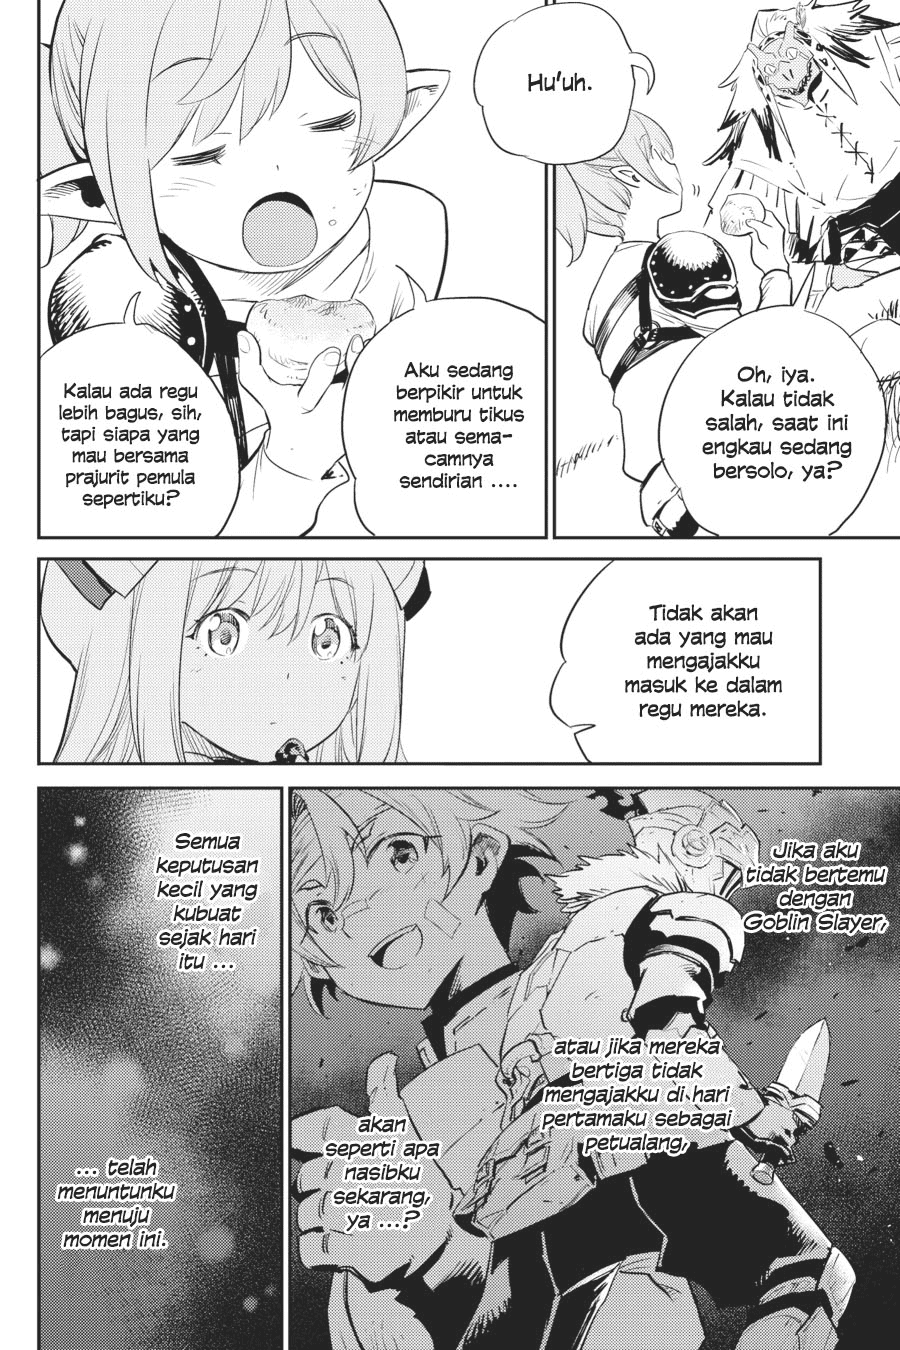 Hu'uh.
Oh, iya.
Kalau tidak
salah, saat ini
engkau sedang
bersolo, ya?
Aku sedang
berpikir untuk
memburu tikus
atau sema-
camnya
sendirian ....
Kalau ada regu
lebih bagus, sih,
tapi siapa yang
mau bersama
prajurit pemula
sepertiku?
Tidak akan
ada yang mau
mengajakku
masuk ke dalam
regu mereka.
Jika aku
tidak bertemu
dengan
Goblin Slayer,
atau jika mereka
bertiga tidak
mengajakku di hari
pertamaku sebagai
petualang,
akan
seperti apa
nasibku
sekarang,
ya ...?
Semua
keputusan
kecil yang
kubuat
sejak hari
itu ...
... telah
menuntunku
menuju
momen ini.